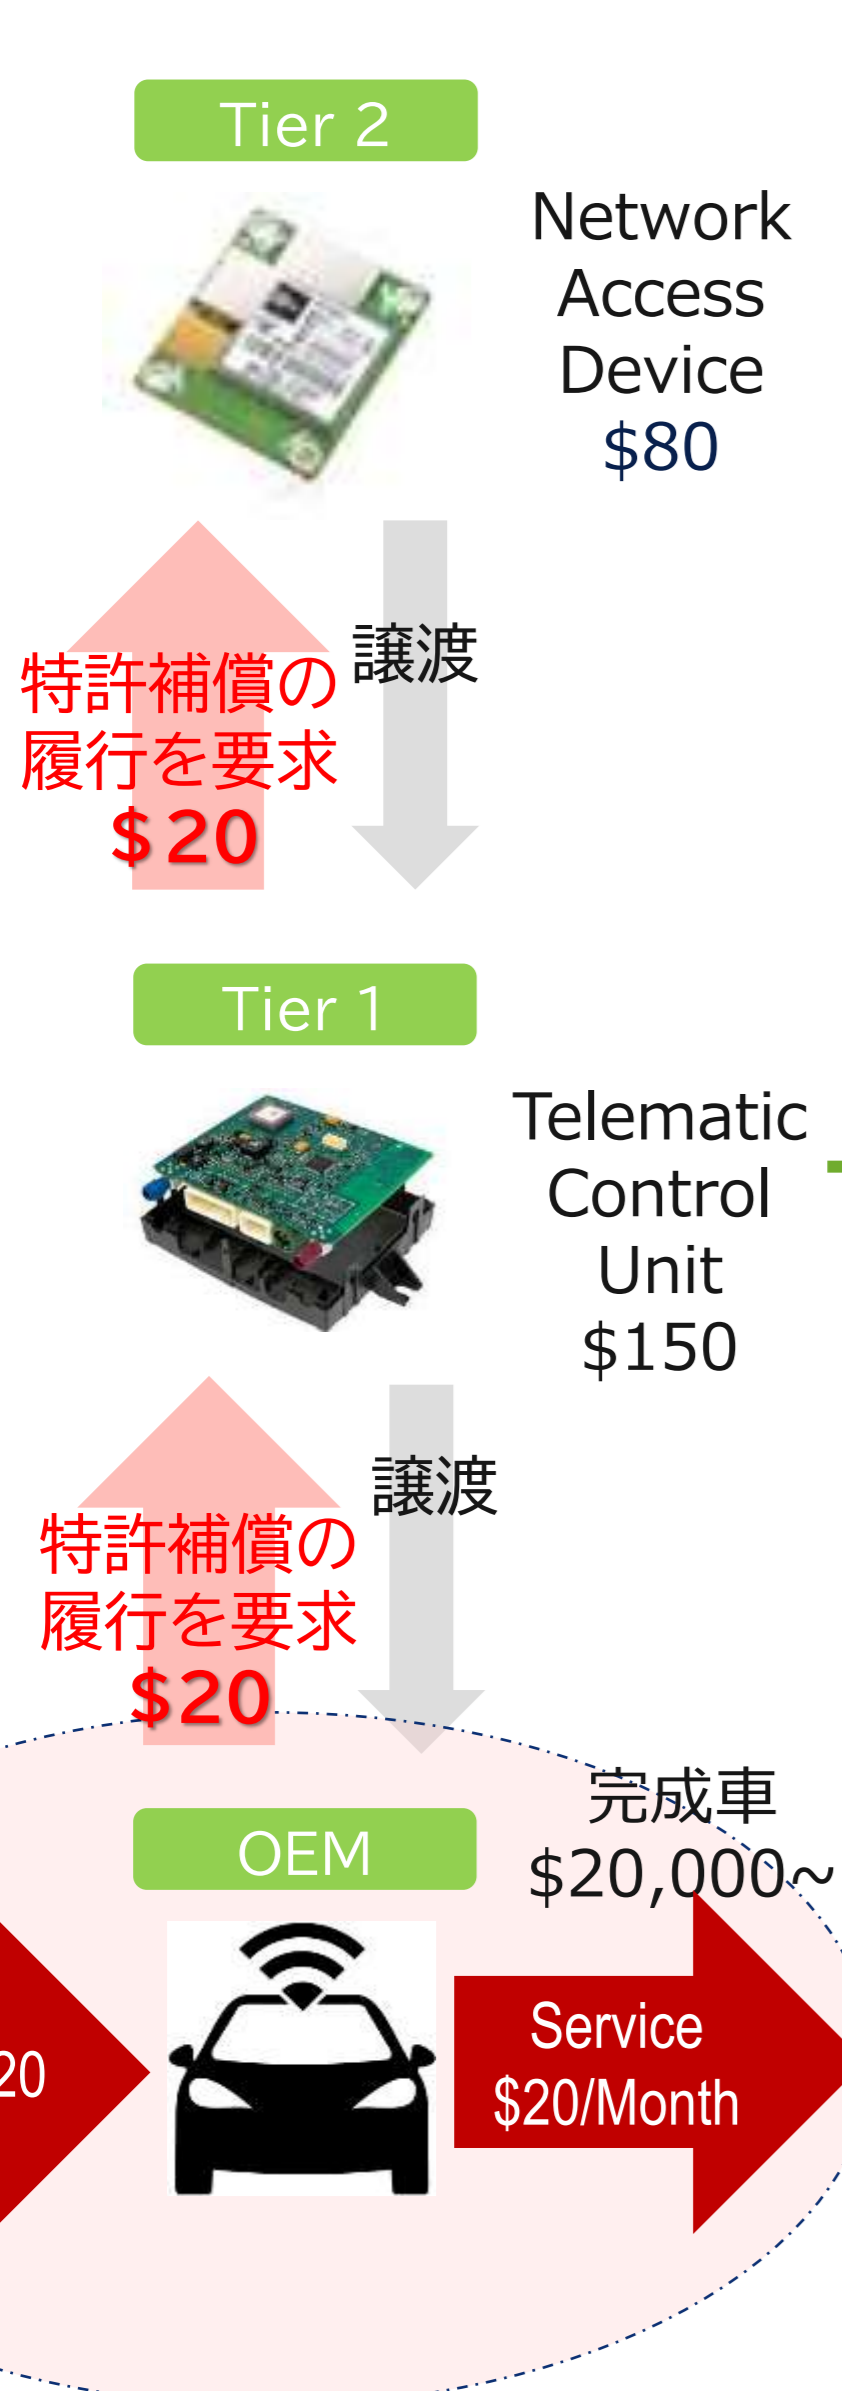 Tier 2
Network
Access
Device
$80
特許補償の
履行を要求
$20
譲渡
Tier 1
Telematic
Control
Unit
$150
特許補償の
履行を要求
$20
譲渡
完成車
$20,000~
OEM
20
Service
$20/Month